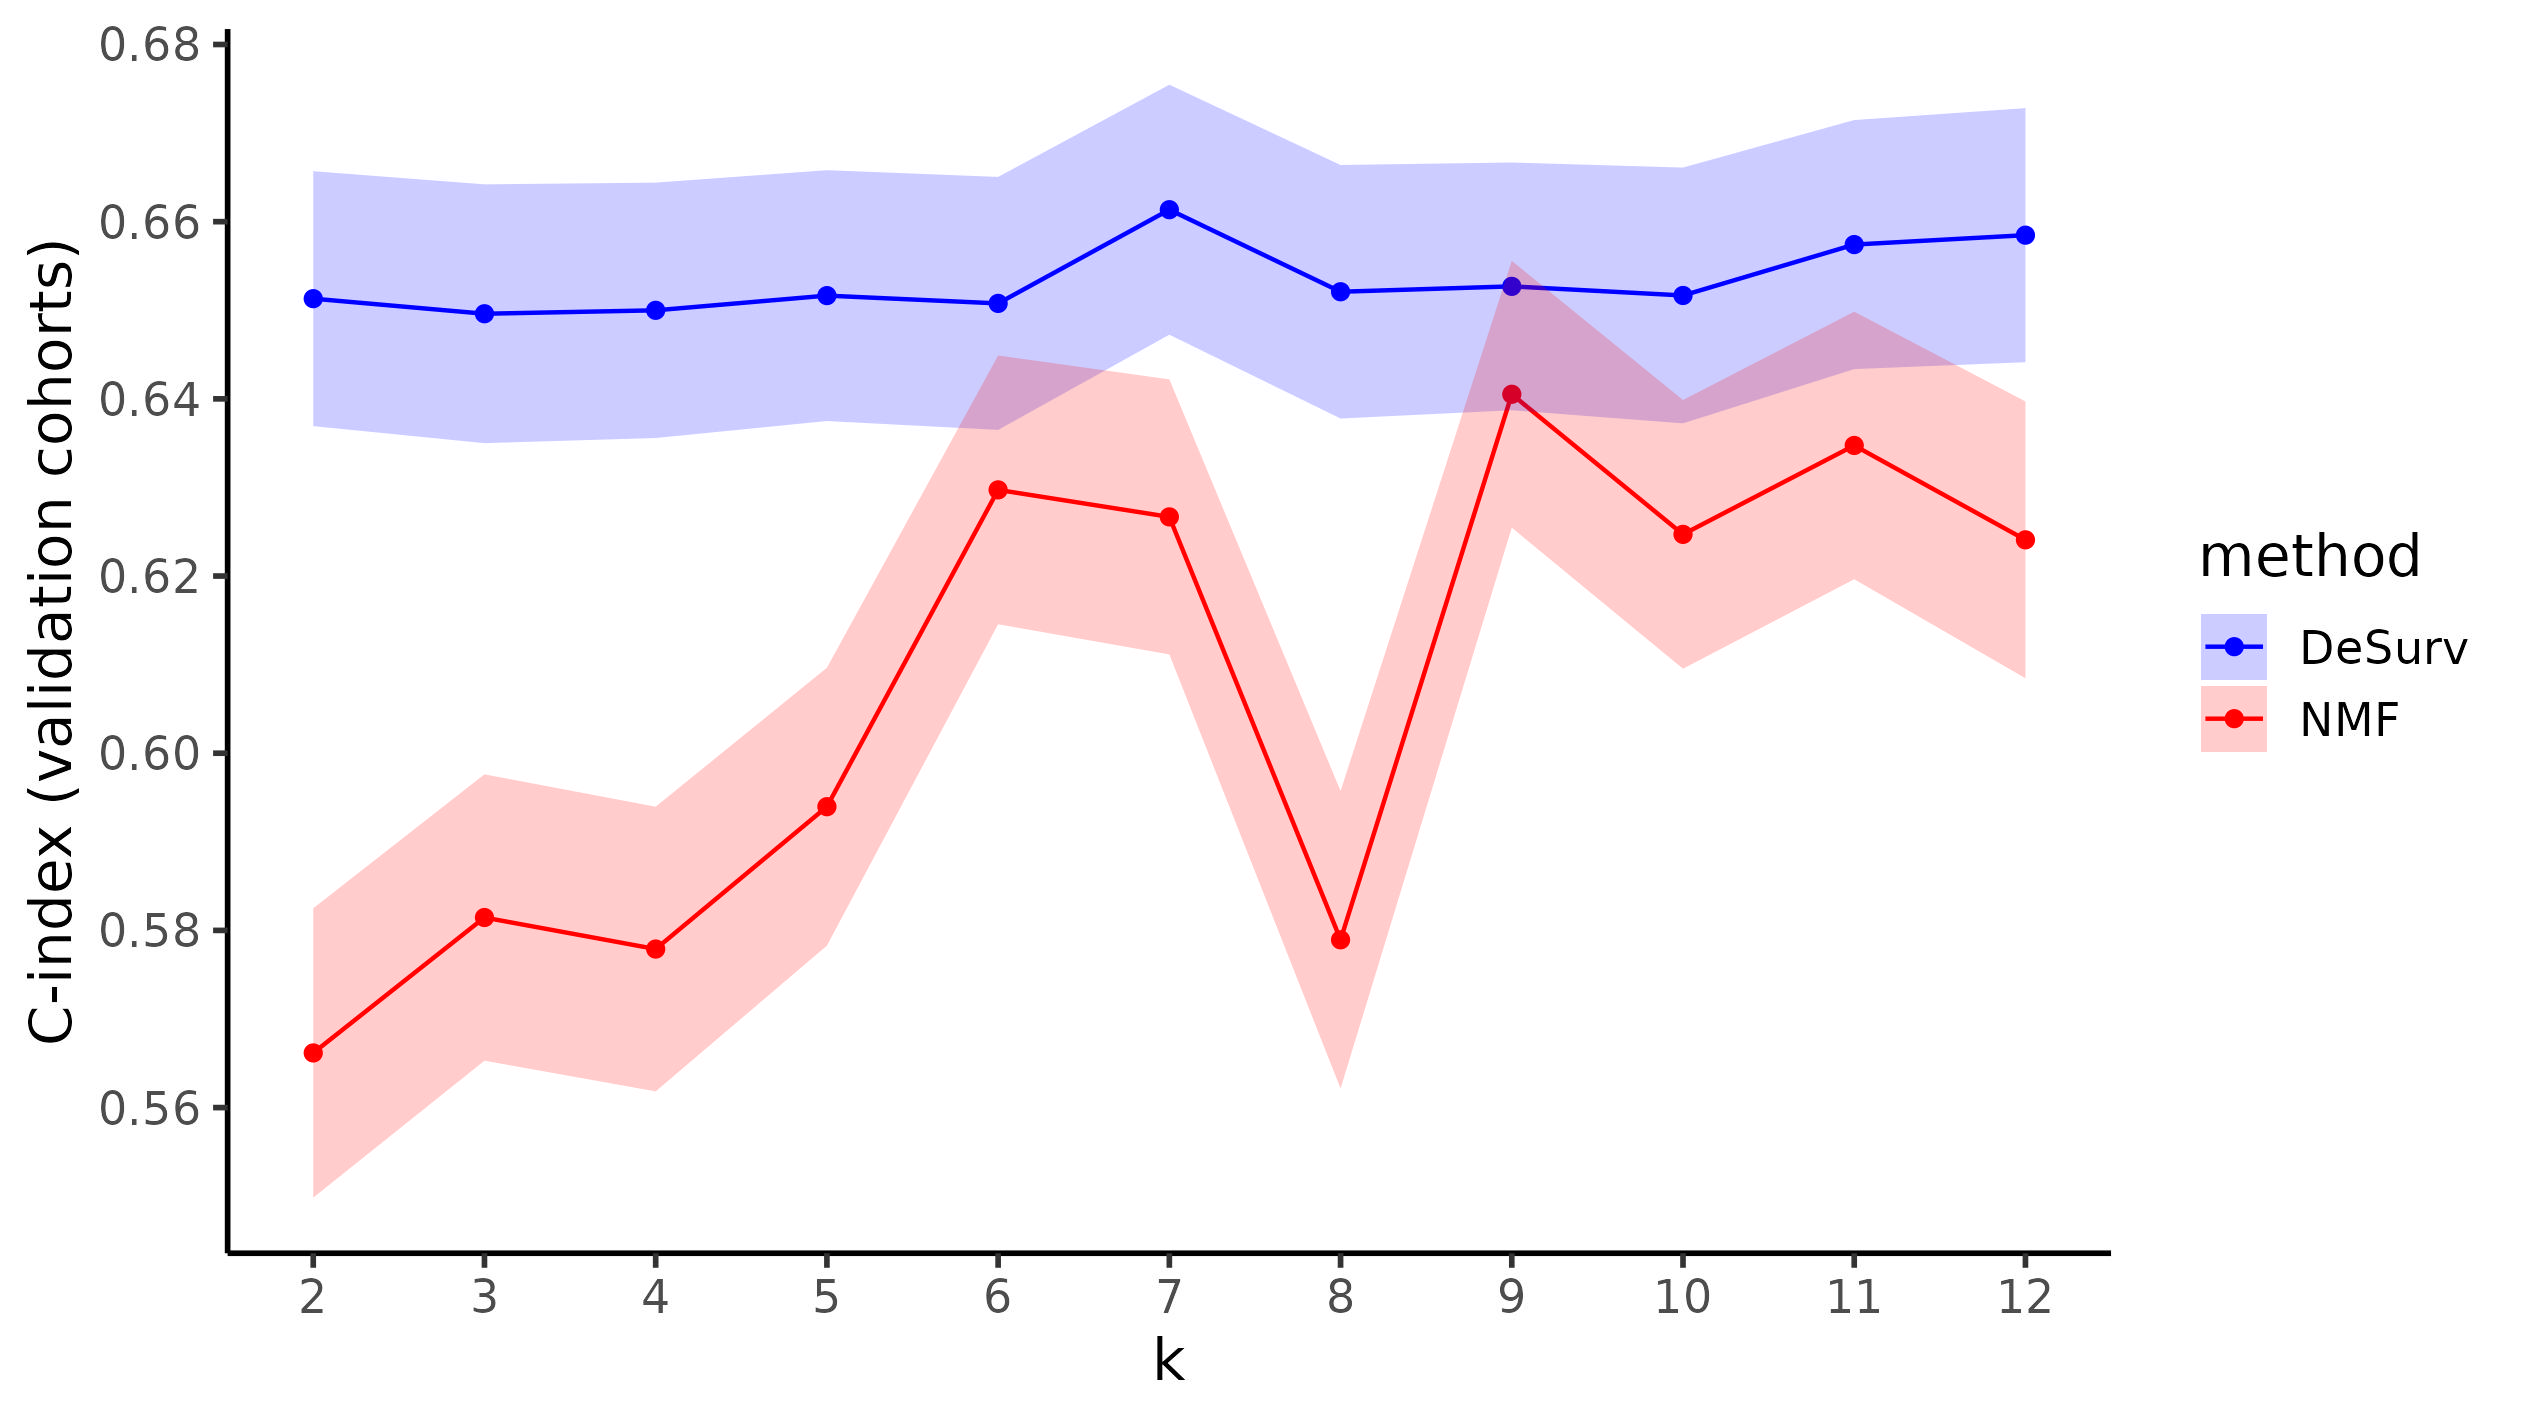 C-index (validation cohorts)
0.68
0.66
0.64
0.62
0.60
0.58
0.56
2 3 4 5 6 7 8 9 10 11 12
k
method
DeSurv
NMF